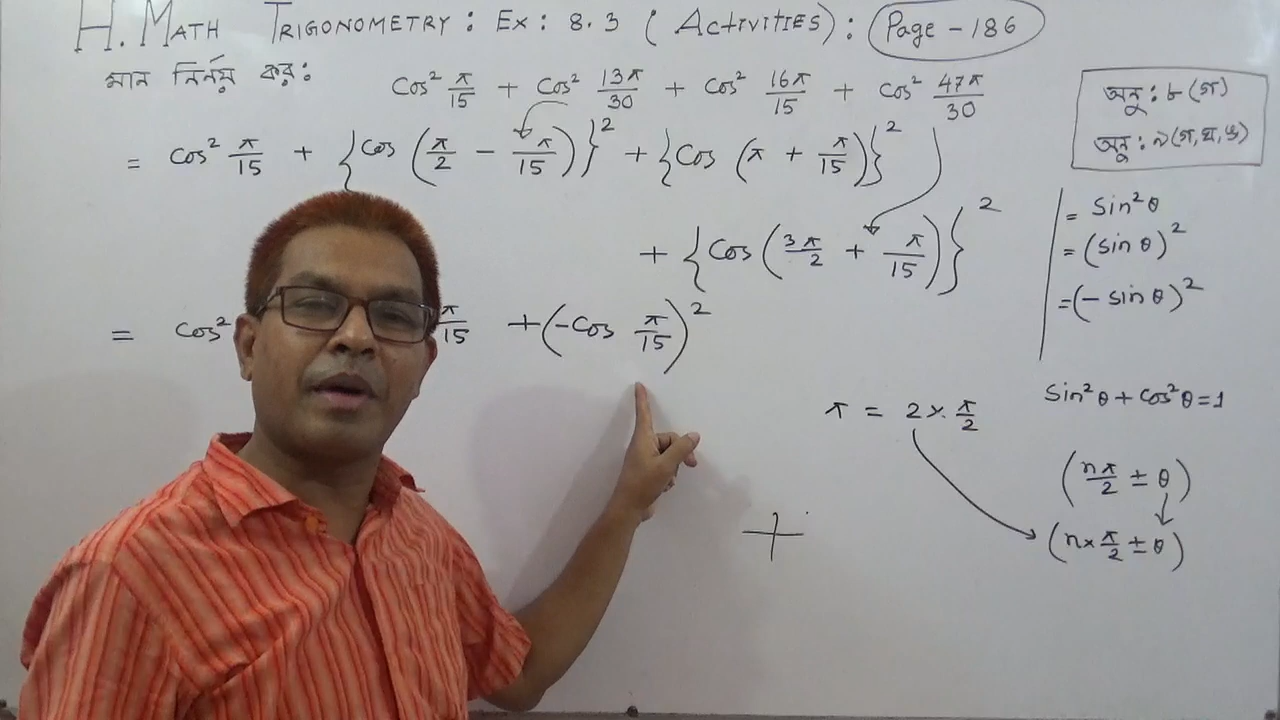 H. MATH TRIGONOMETRY: Ex: 8.3 (Activities): Page - 186
মান নির্নয় কর: cos² π/15 + cos² 13π/30 + cos² 16π/15 + cos² 47π/30
= cos² π/15 + {cos (π/2 - π/15)}² + {cos (π + π/15)}²
+ {cos (3π/2 + π/15)}²
= cos² π/15 + (-cos π/15)²
অনু: ৮(গ)
অনু: ৯(গ,ঘ,ঙ)
= sin²θ
= (sin θ)²
= (- sin θ)²
π = 2 × π/2
sin²θ + cos²θ = 1
(nπ/2 ± θ)
(n × π/2 ± θ)